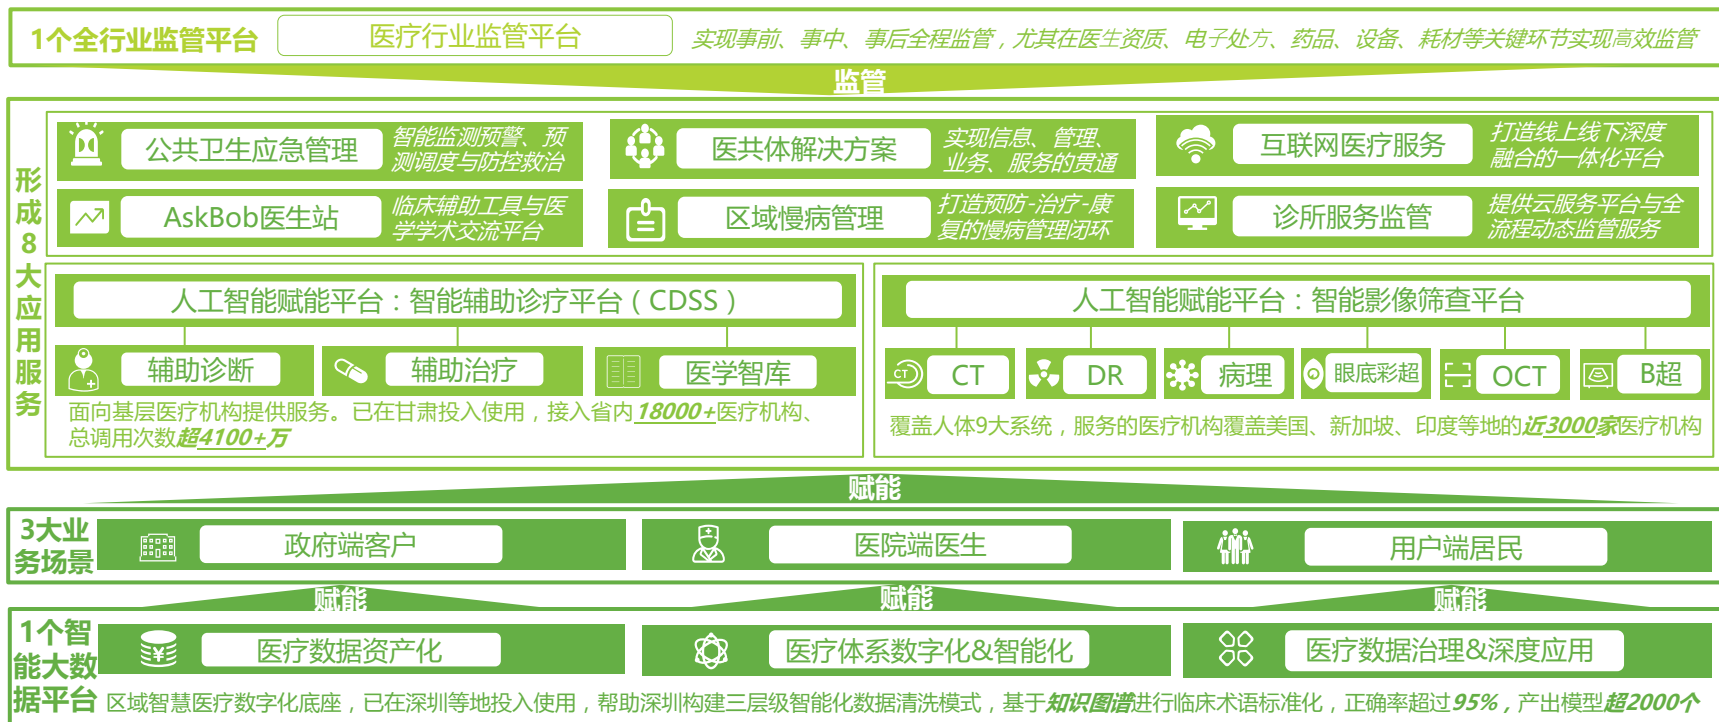 1个全行业监管平台
医疗行业监管平台
实现事前、事中、事后全程监管，尤其在医生资质、电子处方、药品、设备、耗材等关键环节实现高效监管
监管
形成8大应用服务
公共卫生应急管理
智能监测预警、预
测调度与防控救治
医共体解决方案
实现信息、管理、
业务、服务的贯通
互联网医疗服务
打造线上线下深度
融合的一体化平台
AskBob医生站
临床辅助工具与医
学学术交流平台
区域慢病管理
打造预防-治疗-康
复的慢病管理闭环
诊所服务监管
提供云服务平台与全
流程动态监管服务
人工智能赋能平台：智能辅助诊疗平台（CDSS）
辅助诊断
辅助治疗
医学智库
面向基层医疗机构提供服务。已在甘肃投入使用，接入省内18000+医疗机构、
总调用次数超4100+万
人工智能赋能平台：智能影像筛查平台
CT
CT
DR
病理
眼底彩超
OCT
B超
覆盖人体9大系统，服务的医疗机构覆盖美国、新加坡、印度等地的近3000家医疗机构
赋能
3大业
务场景
政府端客户
医院端医生
用户端居民
赋能
赋能
赋能
1个智
能大数
据平台
¥
医疗数据资产化
医疗体系数字化&智能化
医疗数据治理&深度应用
区域智慧医疗数字化底座，已在深圳等地投入使用，帮助深圳构建三层级智能化数据清洗模式，基于知识图谱进行临床术语标准化，正确率超过95%，产出模型超2000个